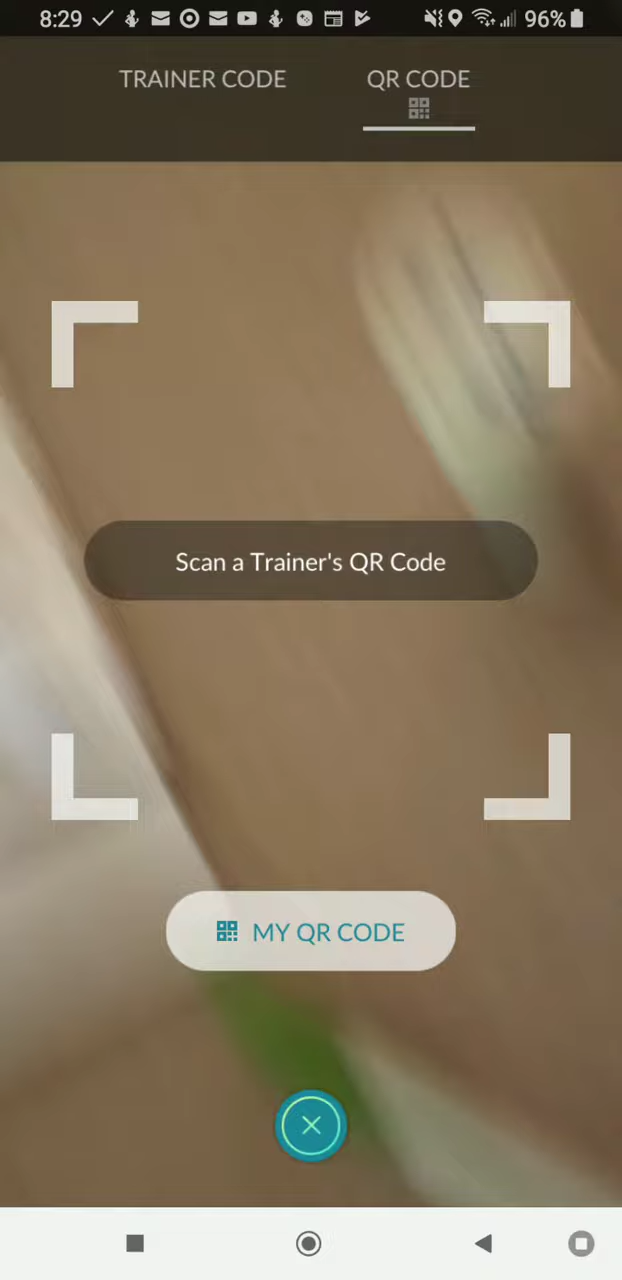 8:29
96%
TRAINER CODE
QR CODE
Scan a Trainer's QR Code
MY QR CODE